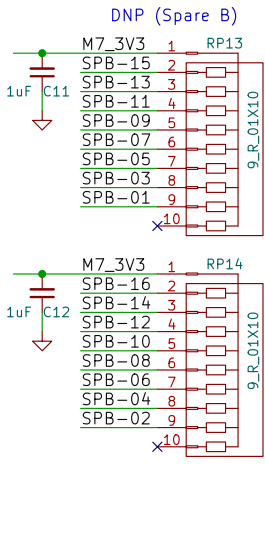 DNP (Spare B)
M7_3V3 1 RP13
SPB-15 2
SPB-13 3
1uF C11 SPB-11 4
SPB-09 5
SPB-07 6
SPB-05 7
SPB-03 8
SPB-01 9
10
9_R_01X10
M7_3V3 1 RP14
SPB-16 2
SPB-14 3
1uF C12 SPB-12 4
SPB-10 5
SPB-08 6
SPB-06 7
SPB-04 8
SPB-02 9
10
9_R_01X10